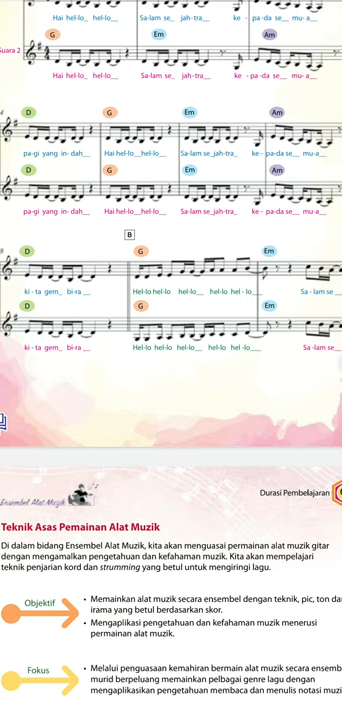 Hai hel-lo_ hel-lo__ Sa-lam se_ jah-tra__ ke - pa-da se__ mu-a__
G Em Am
Suara 2
Hai hel-lo_ hel-lo__ Sa-lam se_ jah-tra__ ke - pa-da se__ mu-a__
4
D G Em Am
pa-gi yang in-dah__ Hai hel-lo__hel-lo__ Sa-lam se_jah-tra_ ke- pa-da se__ mu-a__
D G Em Am
pa-gi yang in-dah__ Hai hel-lo__hel-lo__ Sa-lam se_jah-tra_ ke- pa-da se__ mu-a__
B
8
D G Em
ki-ta gem_ bi-ra __ Hel-lo hel-lo hel-lo__ hel-lo hel-lo__ Sa-lam se__
D G Em
ki-ta gem_ bi-ra __ Hel-lo hel-lo hel-lo__ hel-lo hel-lo___ Sa-lam se__
Durasi Pembelajaran
Ensembel Alat Muzik
Teknik Asas Pemainan Alat Muzik
Di dalam bidang Ensembel Alat Muzik, kita akan menguasai permainan alat muzik gitar
dengan mengamalkan pengetahuan dan kefahaman muzik. Kita akan mempelajari
teknik penjarian kord dan strumming yang betul untuk mengiringi lagu.
Objektif
• Memainkan alat muzik secara ensembel dengan teknik, pic, ton da
irama yang betul berdasarkan skor.
• Mengaplikasi pengetahuan dan kefahaman muzik menerusi
permainan alat muzik.
Fokus
• Melalui penguasaan kemahiran bermain alat muzik secara ensemb
murid berpeluang memainkan pelbagai genre lagu dengan
mengaplikasikan pengetahuan membaca dan menulis notasi muzi